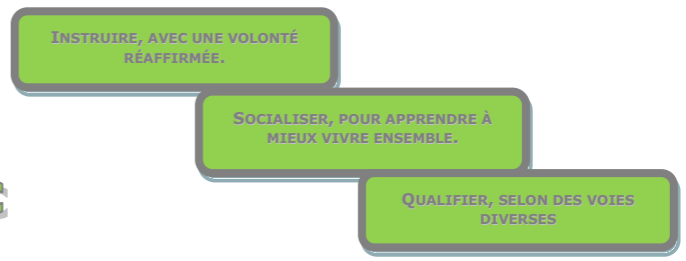 INSTRUIRE, AVEC UNE VOLONTÉ
RÉAFFIRMÉE.
SOCIALISER, POUR APPRENDRE À
MIEUX VIVRE ENSEMBLE.
QUALIFIER, SELON DES VOIES
DIVERSES